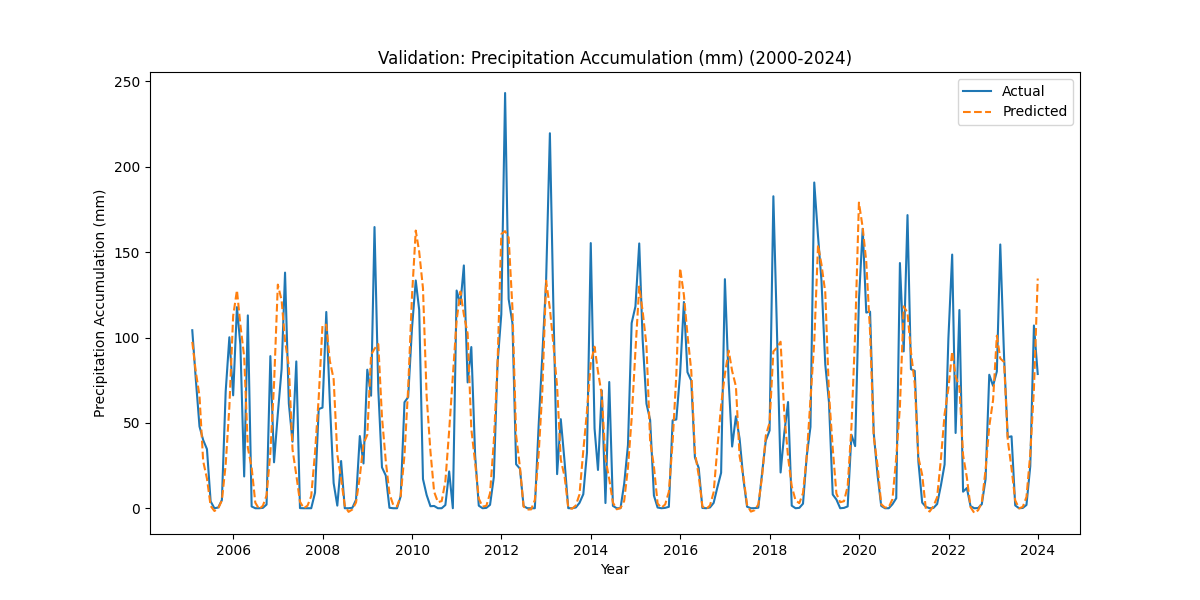 Validation: Precipitation Accumulation (mm) (2000-2024)
Actual
Predicted
Precipitation Accumulation (mm)
250
200
150
100
50
0
2006 2008 2010 2012 2014 2016 2018 2020 2022 2024
Year